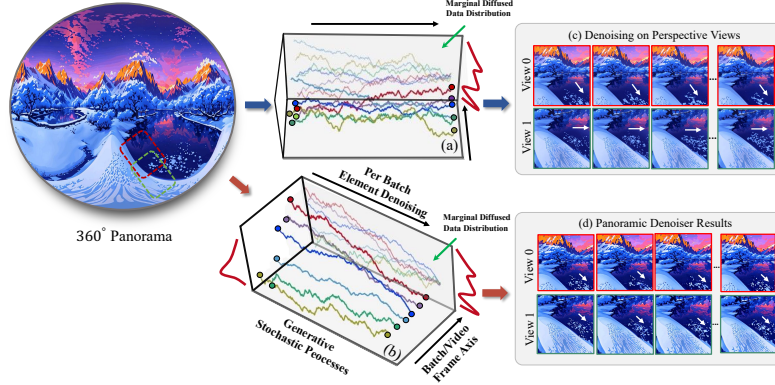 Marginal Diffused
Data Distribution
(a)
360° Panorama
(c) Denoising on Perspective Views
View 0
...
View 1
...
Per Batch
Element Denoising
Marginal Diffused
Data Distribution
Generative
Stochastic Peocesses
(b)
Batch/Video
Frame Axis
(d) Panoramic Denoiser Results
View 0
...
View 1
...